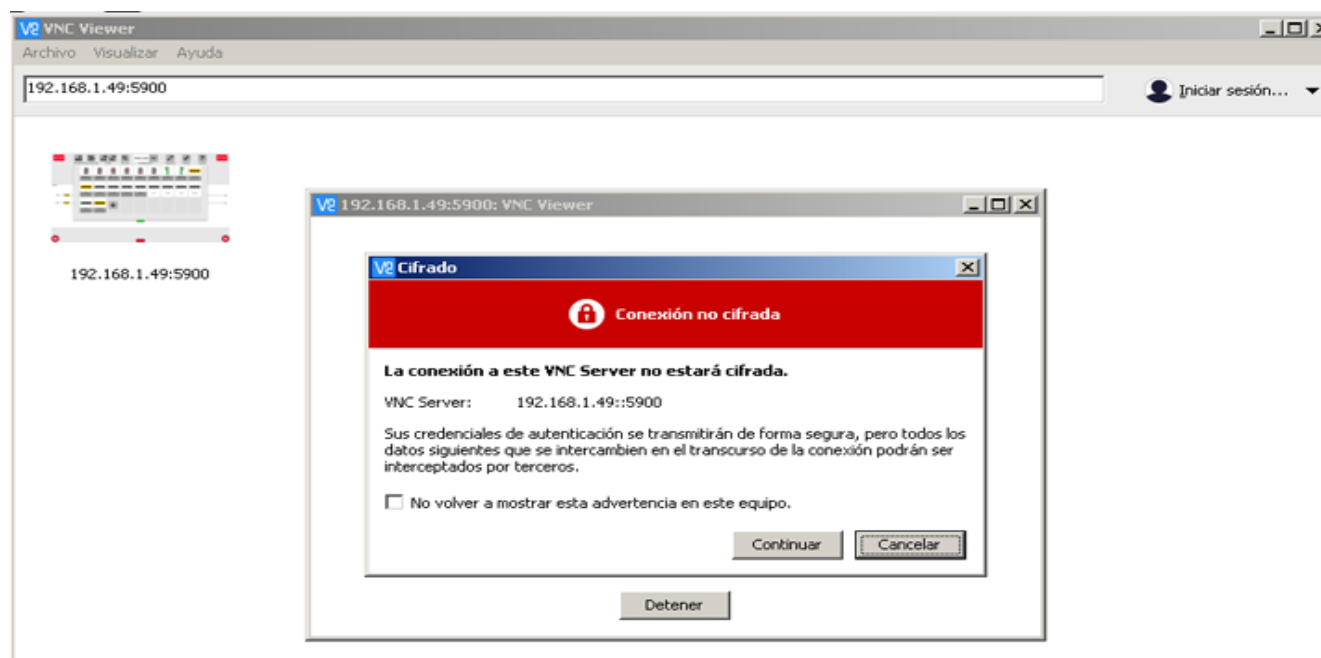 VNC Viewer
Archivo Visualizar Ayuda
192.168.1.49:5900
Iniciar sesión...
192.168.1.49:5900
192.168.1.49:5900: VNC Viewer
Cifrado
Conexión no cifrada
La conexión a este VNC Server no estará cifrada.
VNC Server: 192.168.1.49::5900
Sus credenciales de autenticación se transmitirán de forma segura, pero todos los
datos siguientes que se intercambien en el transcurso de la conexión podrán ser
interceptados por terceros.
No volver a mostrar esta advertencia en este equipo.
Continuar Cancelar
Detener